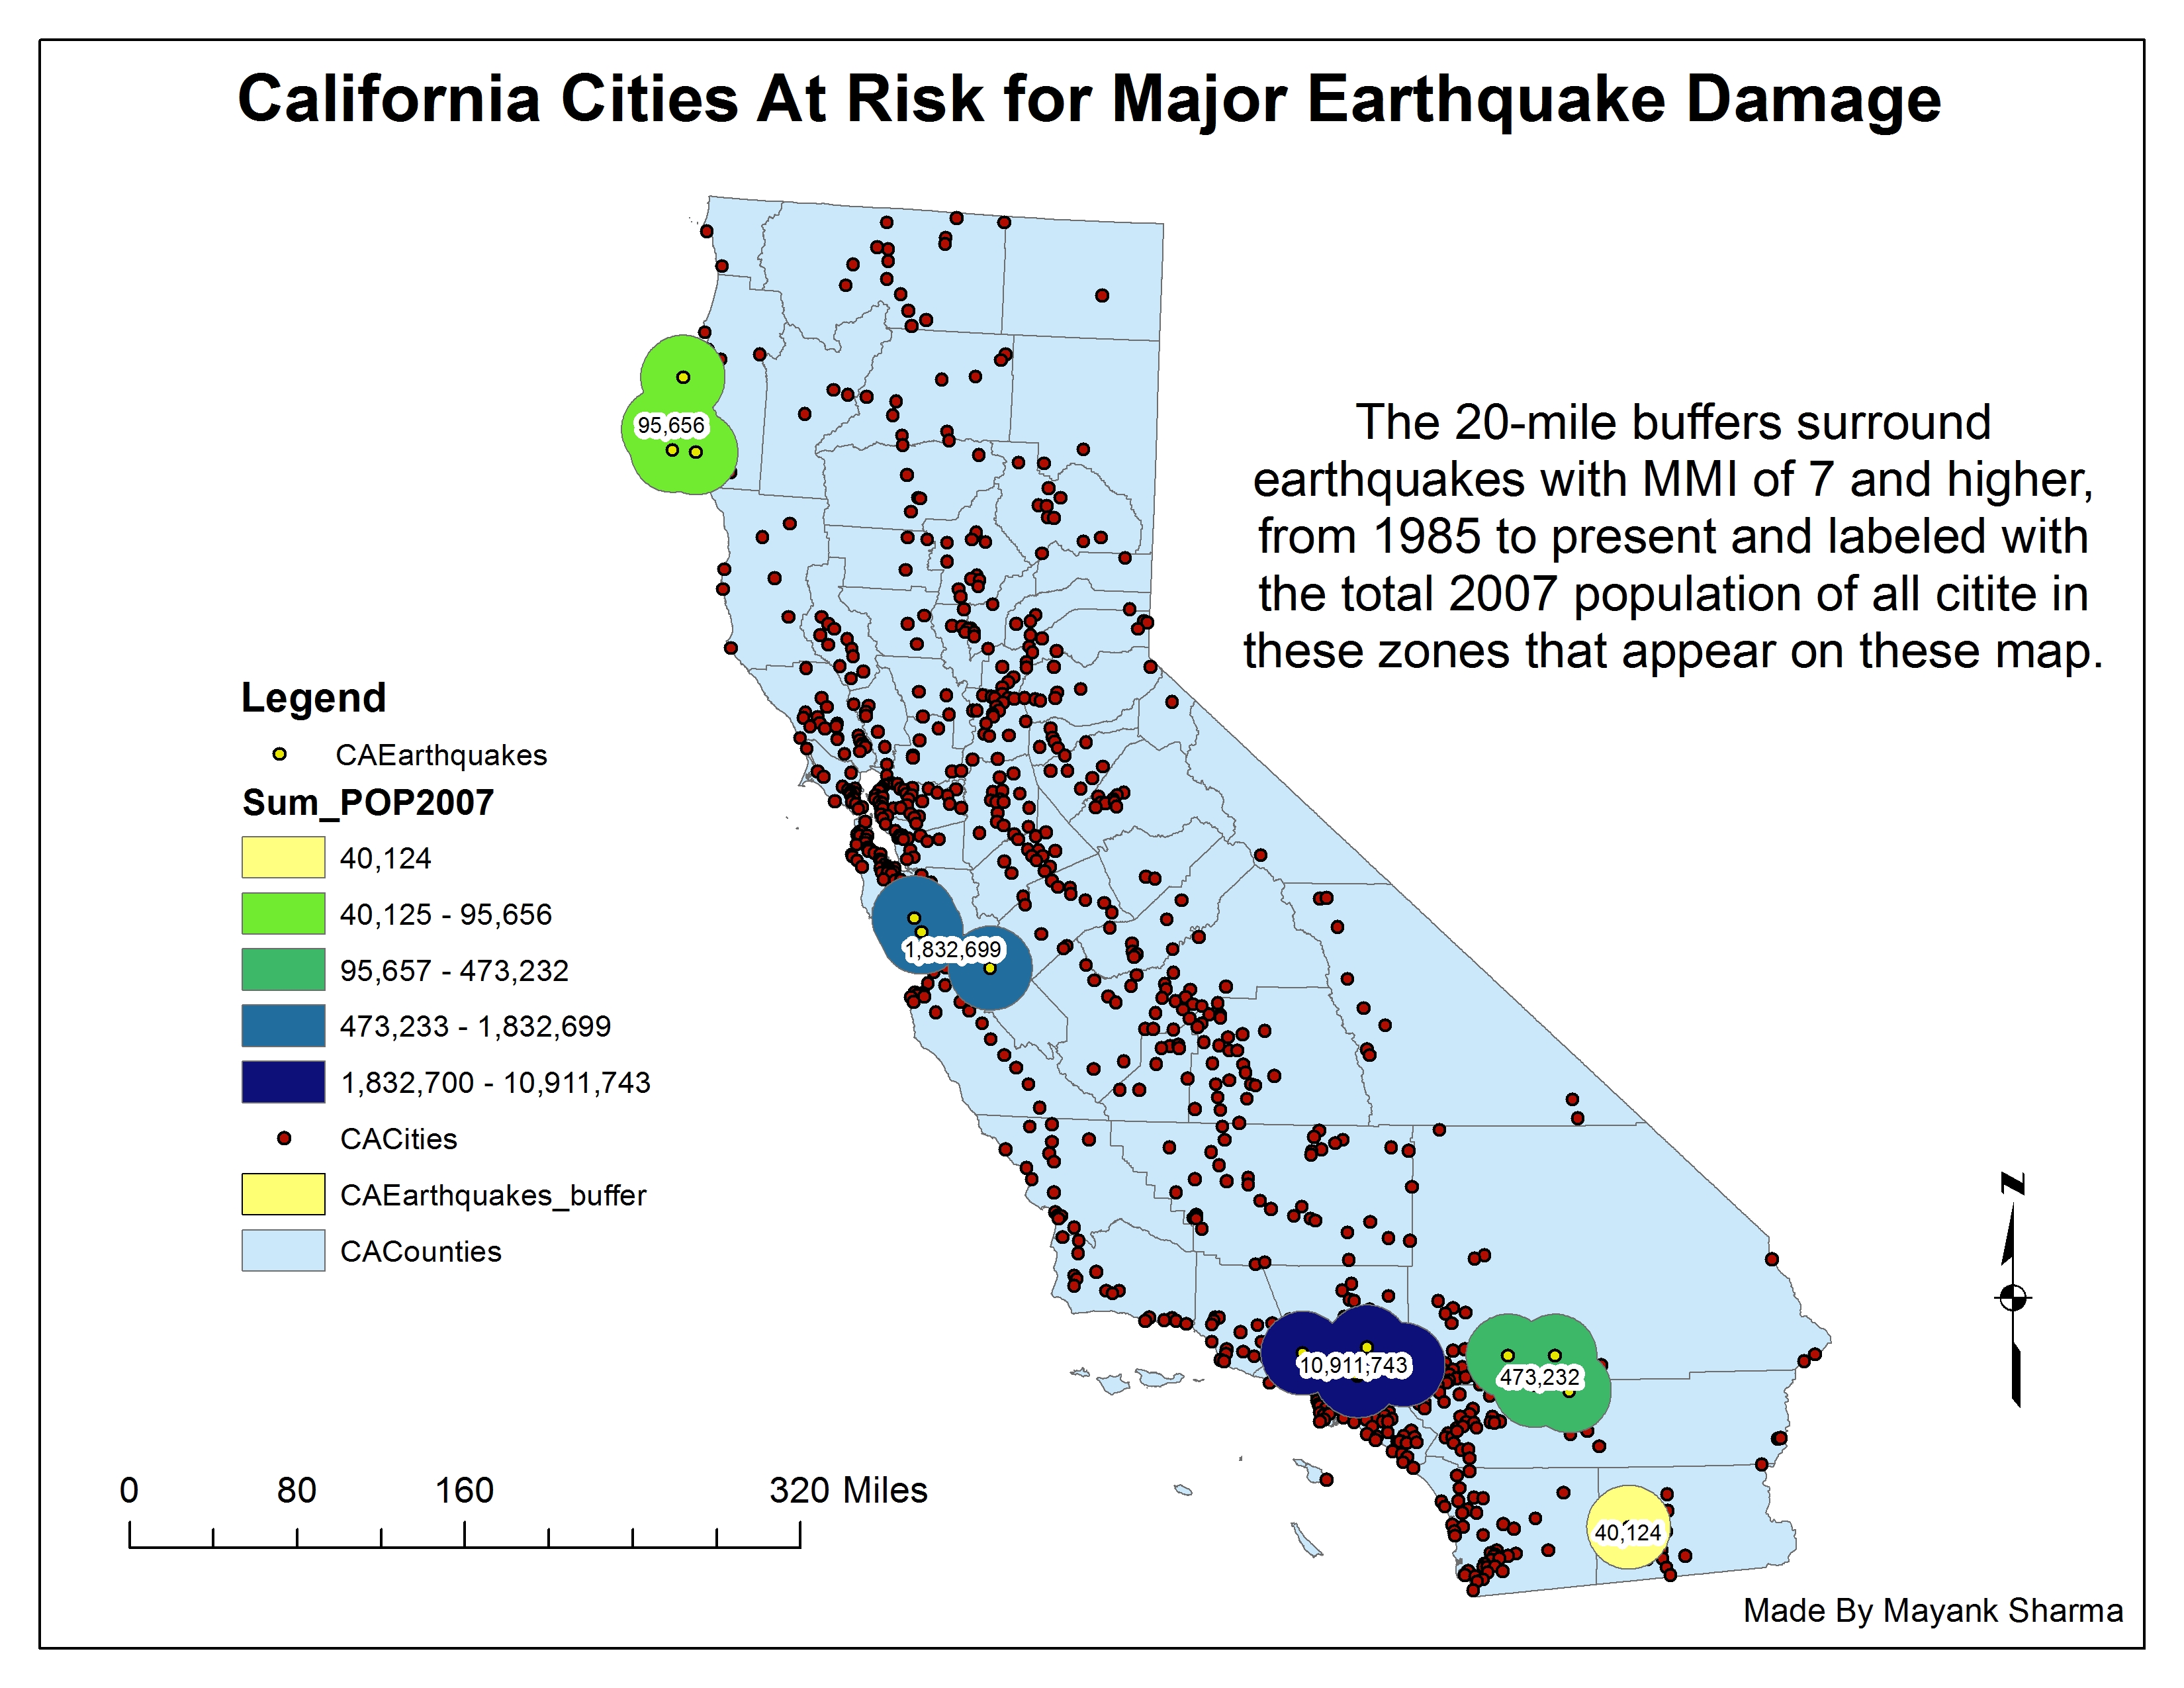 California Cities At Risk for Major Earthquake Damage
The 20-mile buffers surround
earthquakes with MMI of 7 and higher,
from 1985 to present and labeled with
the total 2007 population of all citite in
these zones that appear on these map.
95,656
Legend
CAEarthquakes
Sum_POP2007
40,124
40,125 - 95,656
95,657 - 473,232
473,233 - 1,832,699
1,832,700 - 10,911,743
CACities
CAEarthquakes_buffer
CACounties
1,832,699
10,911,743
473,232
40,124
N
0 80 160 320 Miles
Made By Mayank Sharma